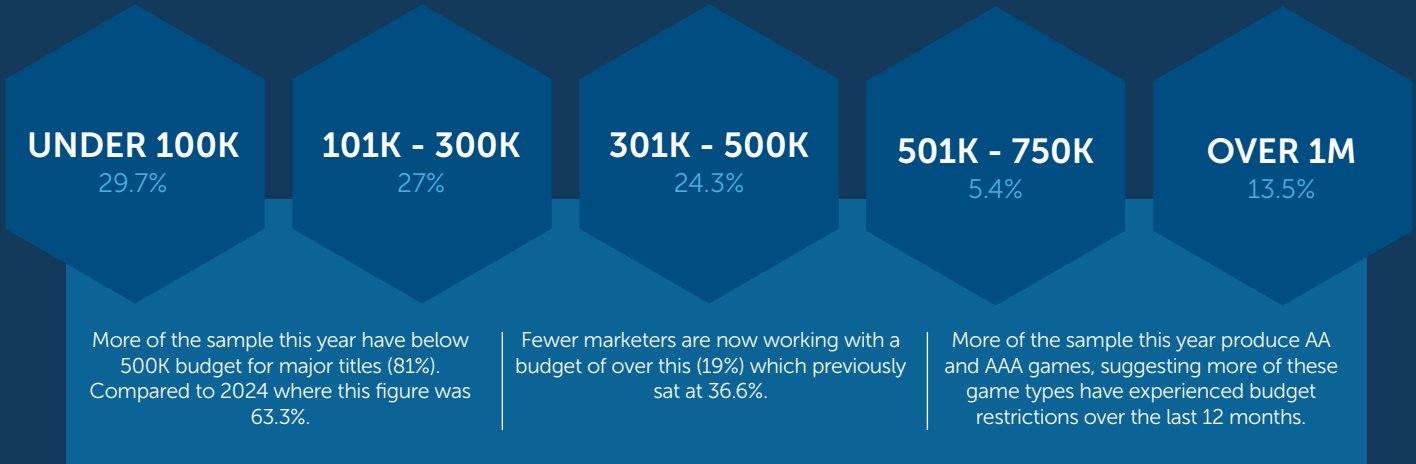 UNDER 100K
29.7%
101K - 300K
27%
301K - 500K
24.3%
501K - 750K
5.4%
OVER 1M
13.5%
More of the sample this year have below
500K budget for major titles (81%).
Compared to 2024 where this figure was
63.3%.
Fewer marketers are now working with a
budget of over this (19%) which previously
sat at 36.6%.
More of the sample this year produce AA
and AAA games, suggesting more of these
game types have experienced budget
restrictions over the last 12 months.